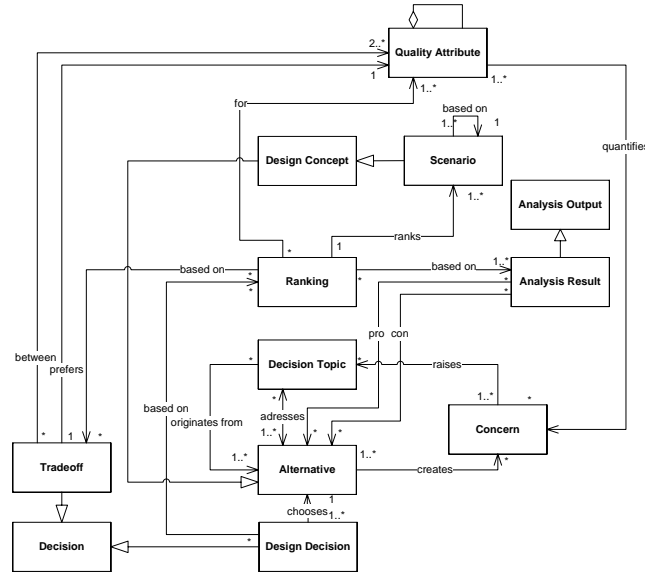 2..*
Quality Attribute
1
1..*
1..*
for
based on
1..*
1
quantifies
Design Concept
Scenario
1..*
Analysis Output
*
1
ranks
based on
*
*
Ranking
*
based on
1..*
*
*
Analysis Result
pro
con
between
prefers
*
Decision Topic
*
raises
*
based on
originates from
adresses
1..*
*
*
1
*
1..*
1..*
*
*
Concern
Tradeoff
Alternative
1..*
creates
*
1
chooses
1..*
Decision
*
Design Decision